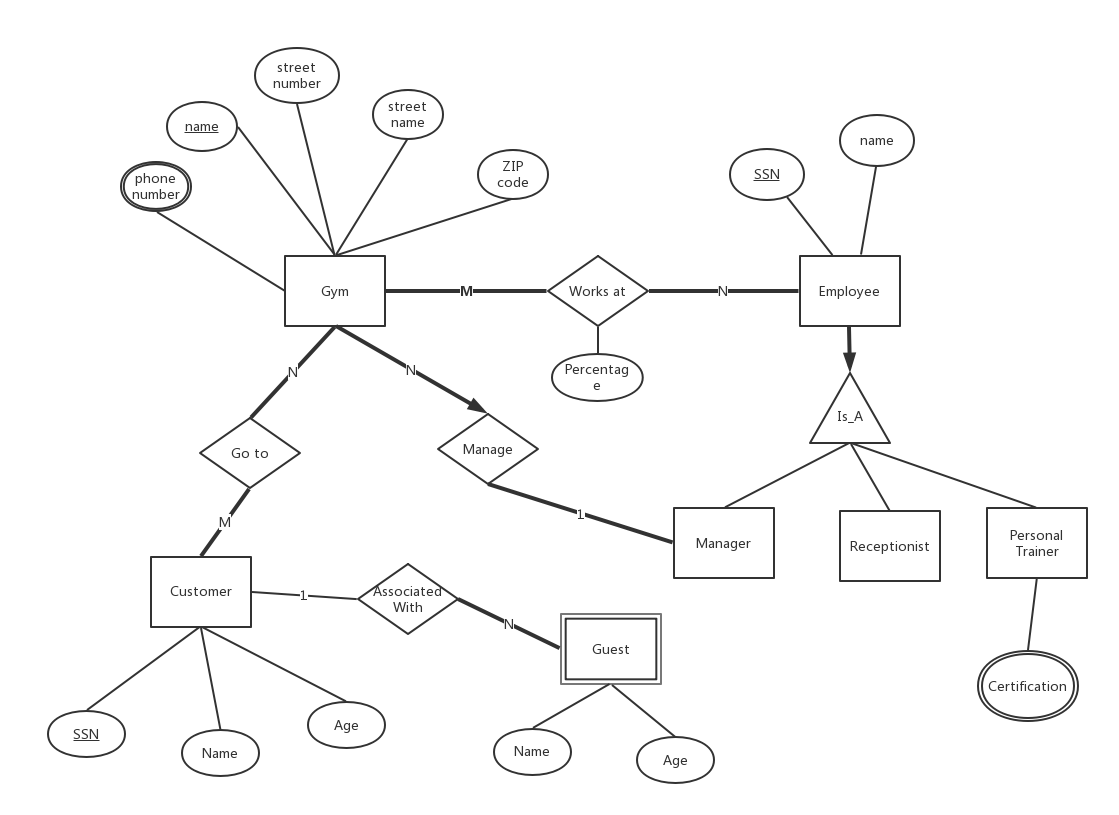 street
number
street
name
name
name
ZIP
code
SSN
phone
number
Gym
M
Works at
N
Employee
Percentag
e
N
N
Is_A
Go to
Manage
M
1
Manager
Receptionist
Personal
Trainer
Customer
1
Associated
With
N
Guest
Certification
SSN
Name
Age
Name
Age